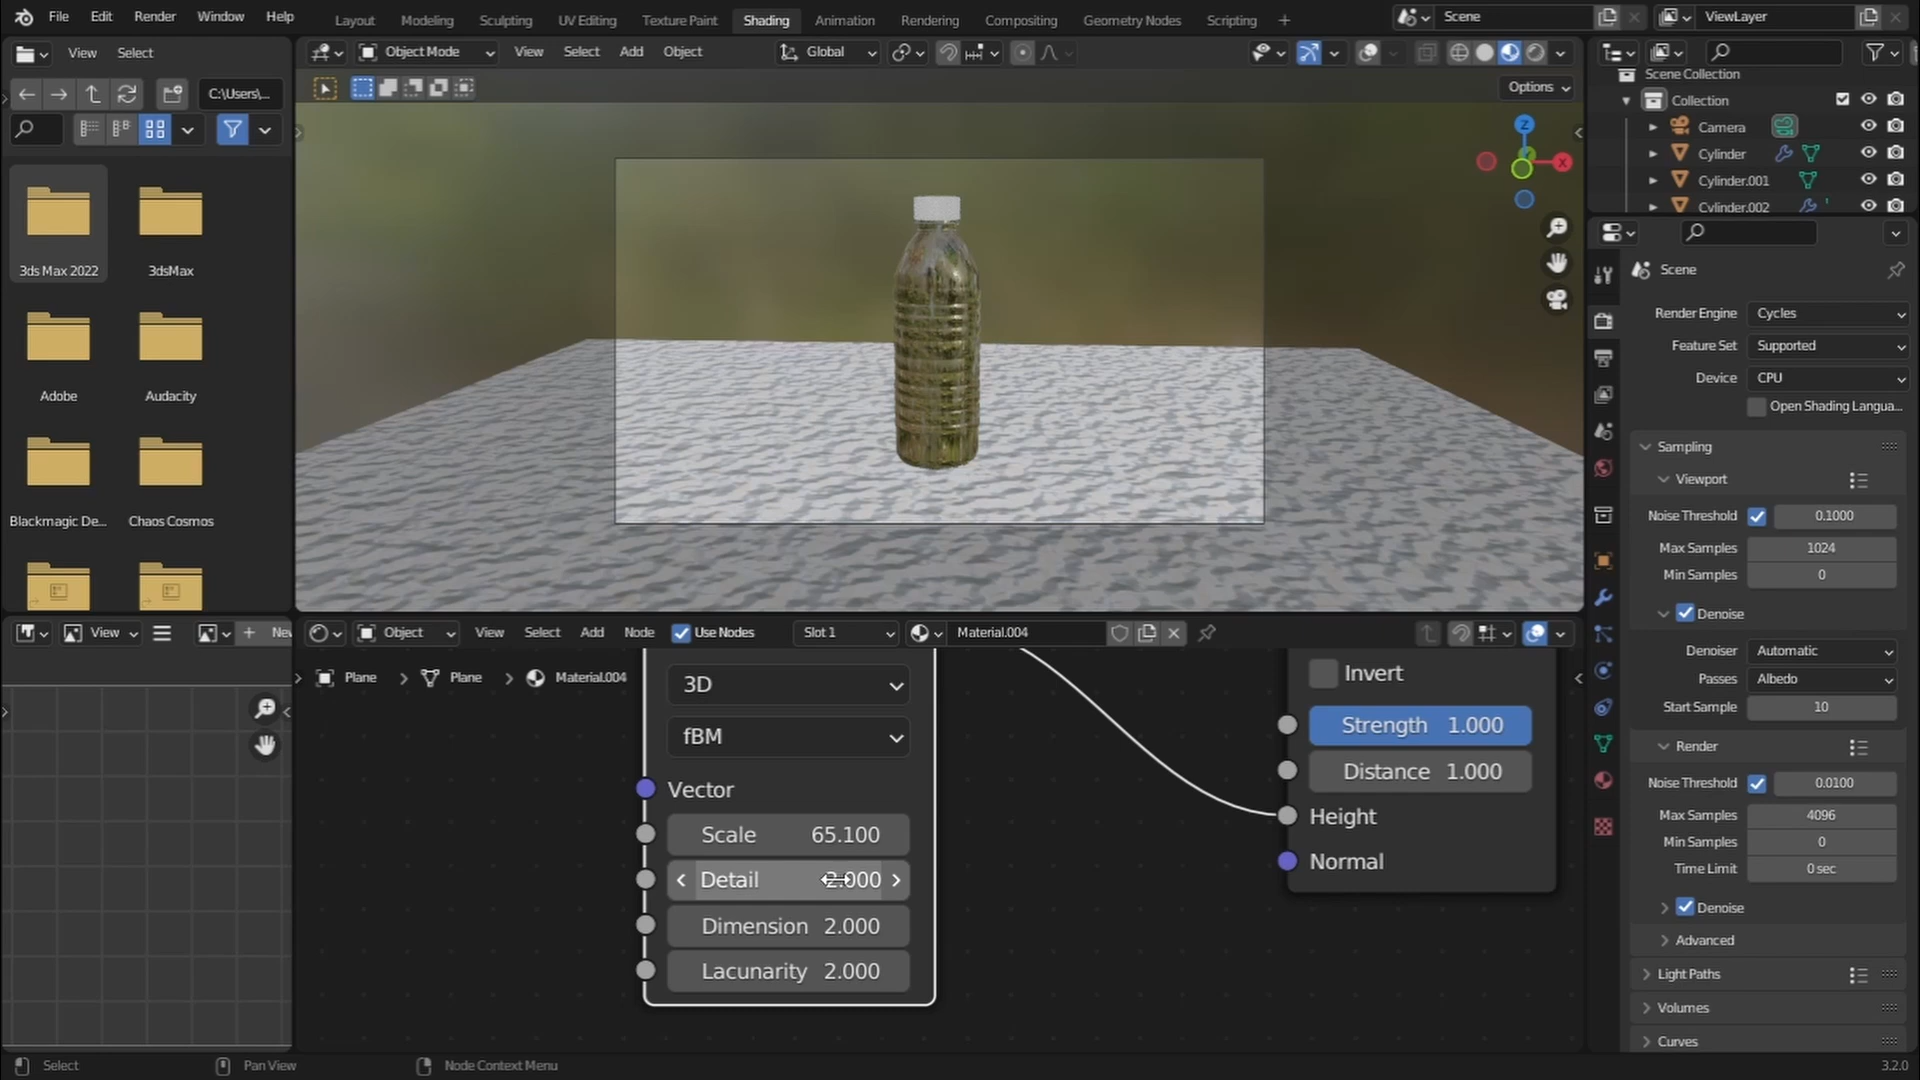 File Edit Render Window Help Layout Modeling Sculpting UV Editing Texture Paint Shading Animation Rendering Compositing Geometry Nodes Scripting + Scene ViewLayer
View Select
Object Mode View Select Add Object Global
Options
C:\Users\...
3ds Max 2022 3dsMax
Adobe Audacity
Blackmagic De... Chaos Cosmos
Z
X
Scene Collection
Collection
Camera
Cylinder
Cylinder.001
Cylinder.002
Scene
Render Engine Cycles
Feature Set Supported
Device CPU
Open Shading Langua...
Sampling
Viewport
Noise Threshold 0.1000
Max Samples 1024
Min Samples 0
Denoise
Denoiser Automatic
Passes Albedo
Start Sample 10
Render
Noise Threshold 0.0100
Max Samples 4096
Min Samples 0
Time Limit 0 sec
Denoise
Advanced
Light Paths
Volumes
Curves
View + Nev
Object View Select Add Node Use Nodes Slot 1 Material.004
Plane > Plane > Material.004
3D
fBM
Vector
Scale 65.100
Detail 2.000
Dimension 2.000
Lacunarity 2.000
Invert
Strength 1.000
Distance 1.000
Height
Normal
Select Pan View Node Context Menu 3.2.0